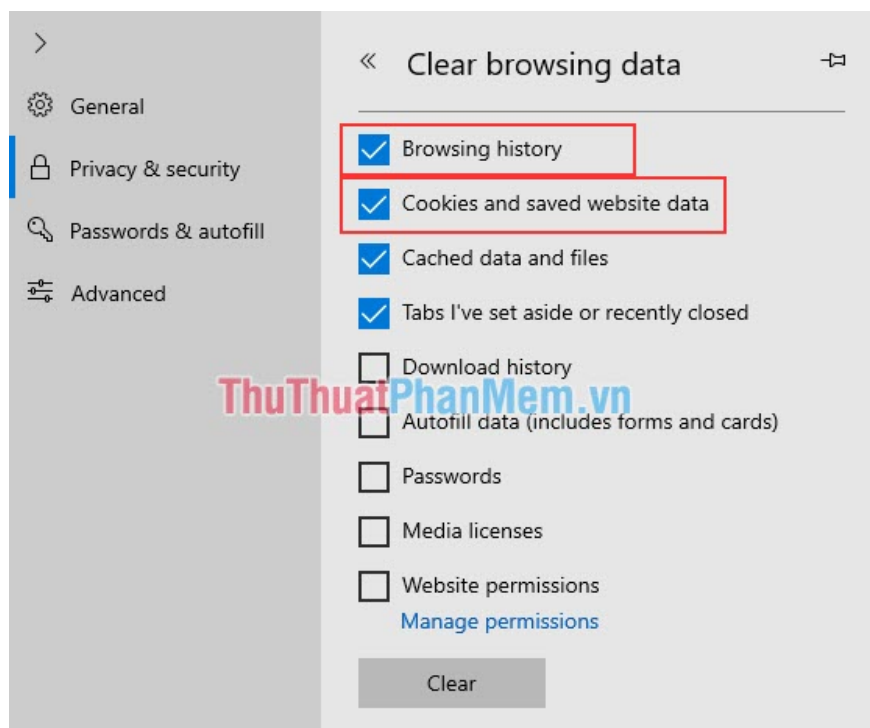 General
Privacy & security
Passwords & autofill
Advanced
Clear browsing data
Browsing history
Cookies and saved website data
Cached data and files
Tabs I've set aside or recently closed
Download history
ThuThuatPhanMem.vn
Autofill data (includes forms and cards)
Passwords
Media licenses
Website permissions
Manage permissions
Clear